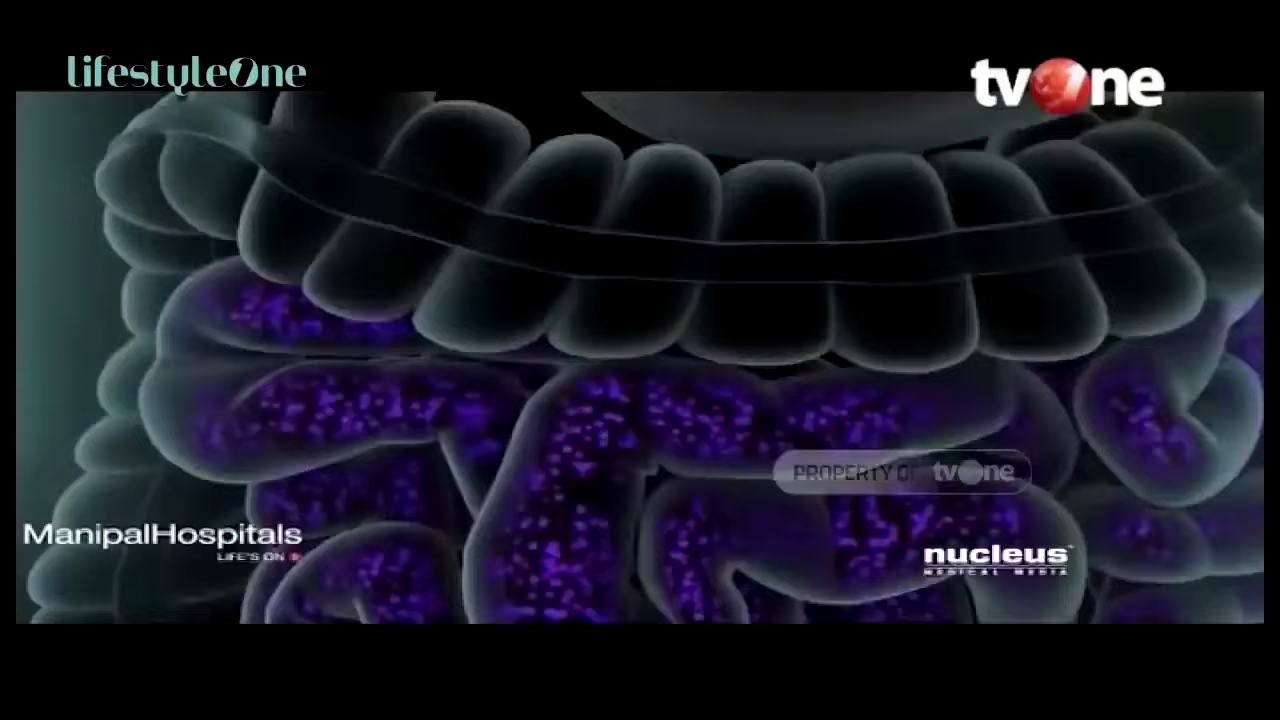 lifestyleOne
tvOne
PROPERTY OF tvOne
ManipalHospitals
LIFE'S ON
nucleus
MEDICAL MEDIA